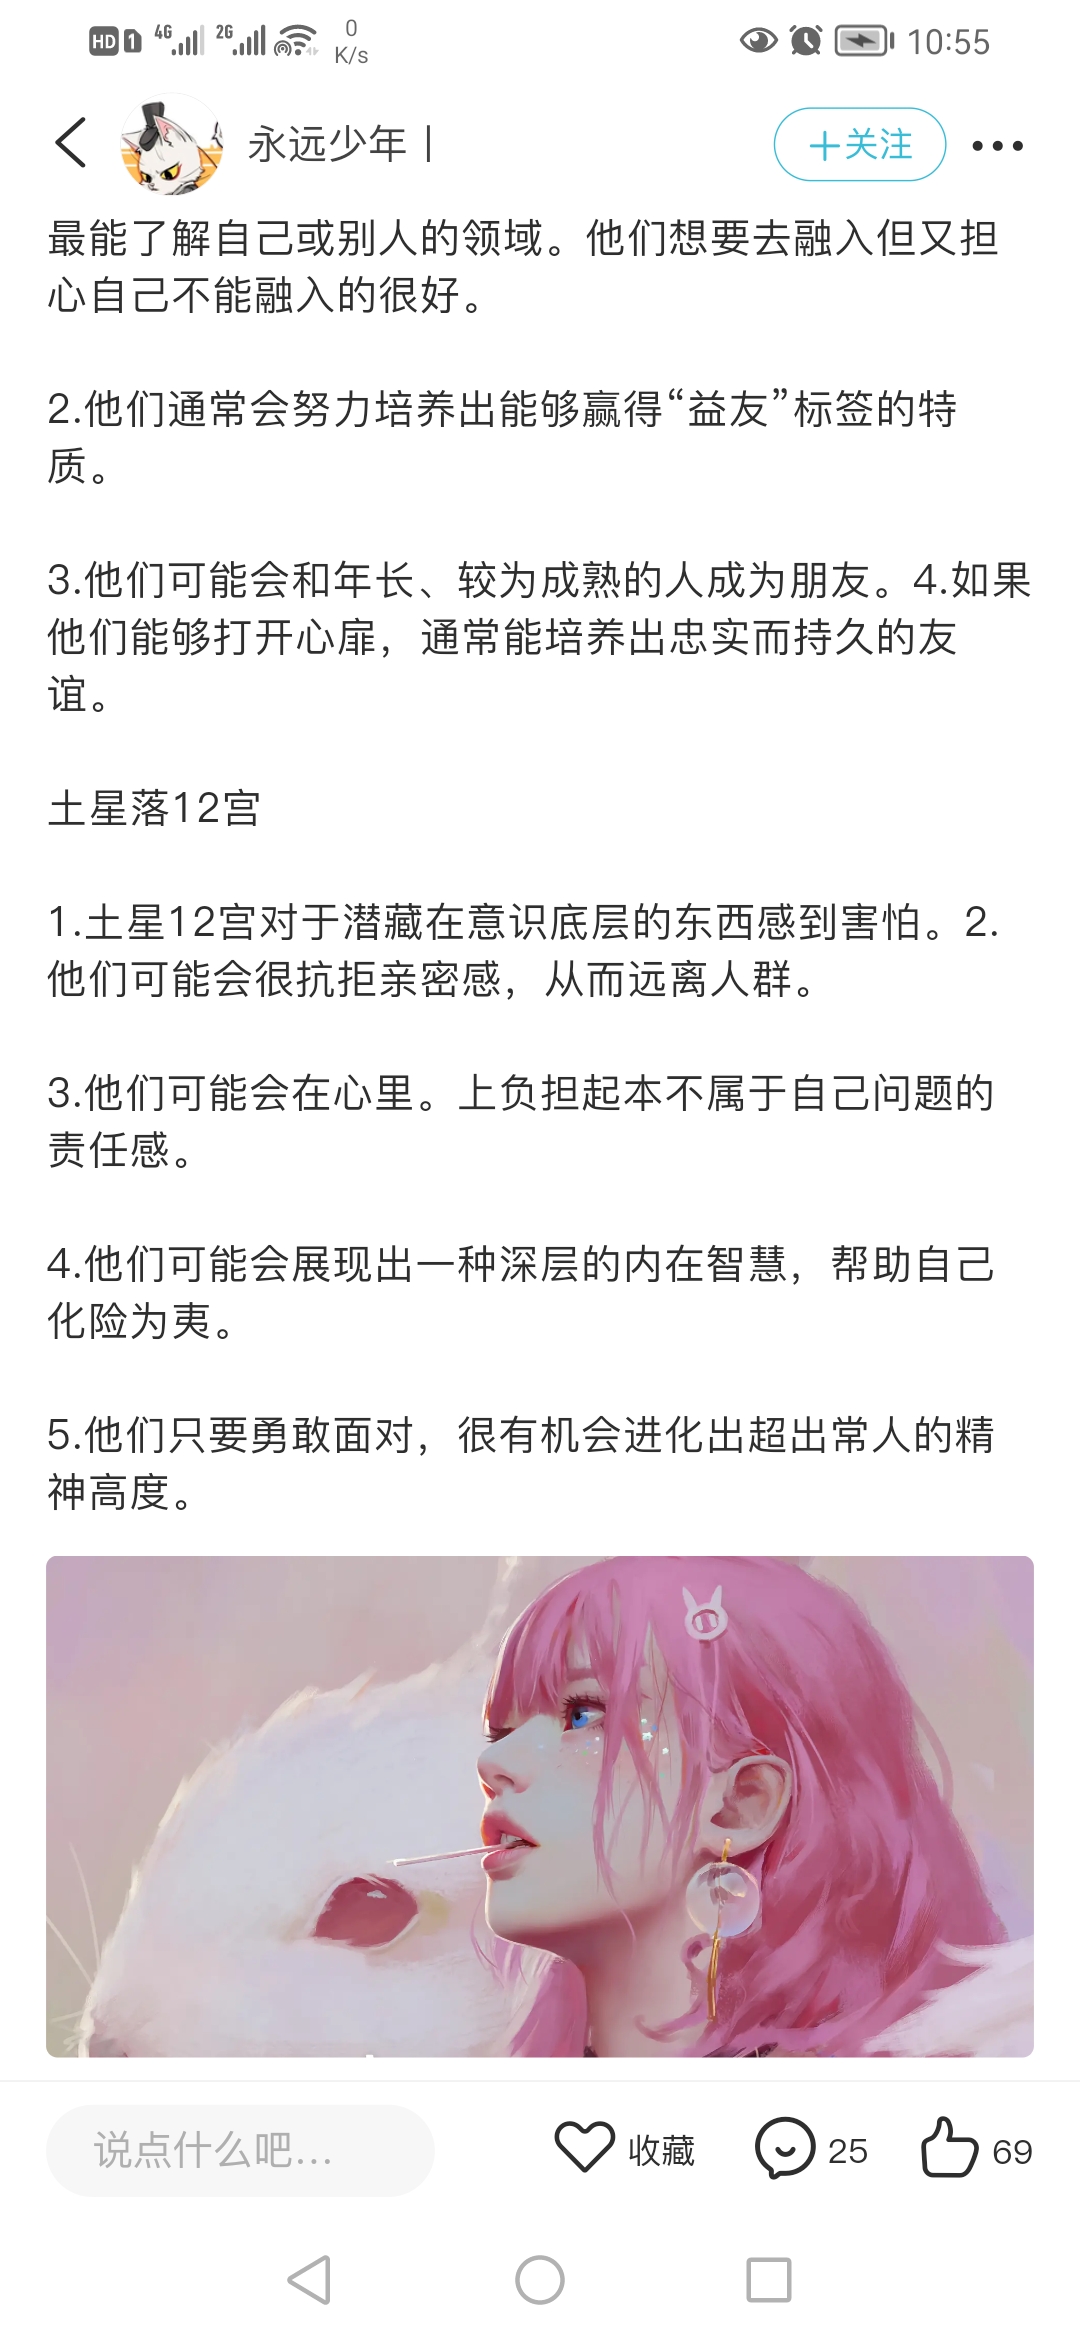 HD 1 4G 2G 0 K/s 10:55
永远少年丨
+关注
最能了解自己或别人的领域。他们想要去融入但又担
心自己不能融入的很好。
2.他们通常会努力培养出能够赢得“益友”标签的特
质。
3.他们可能会和年长、较为成熟的人成为朋友。4.如果
他们能够打开心扉，通常能培养出忠实而持久的友
谊。
土星落12宫
1.土星12宫对于潜藏在意识底层的东西感到害怕。2.
他们可能会很抗拒亲密感，从而远离人群。
3.他们可能会在心里。上负担起本不属于自己问题的
责任感。
4.他们可能会展现出一种深层的内在智慧，帮助自己
化险为夷。
5.他们只要勇敢面对，很有机会进化出超出常人的精
神高度。
说点什么吧...
收藏
25
69